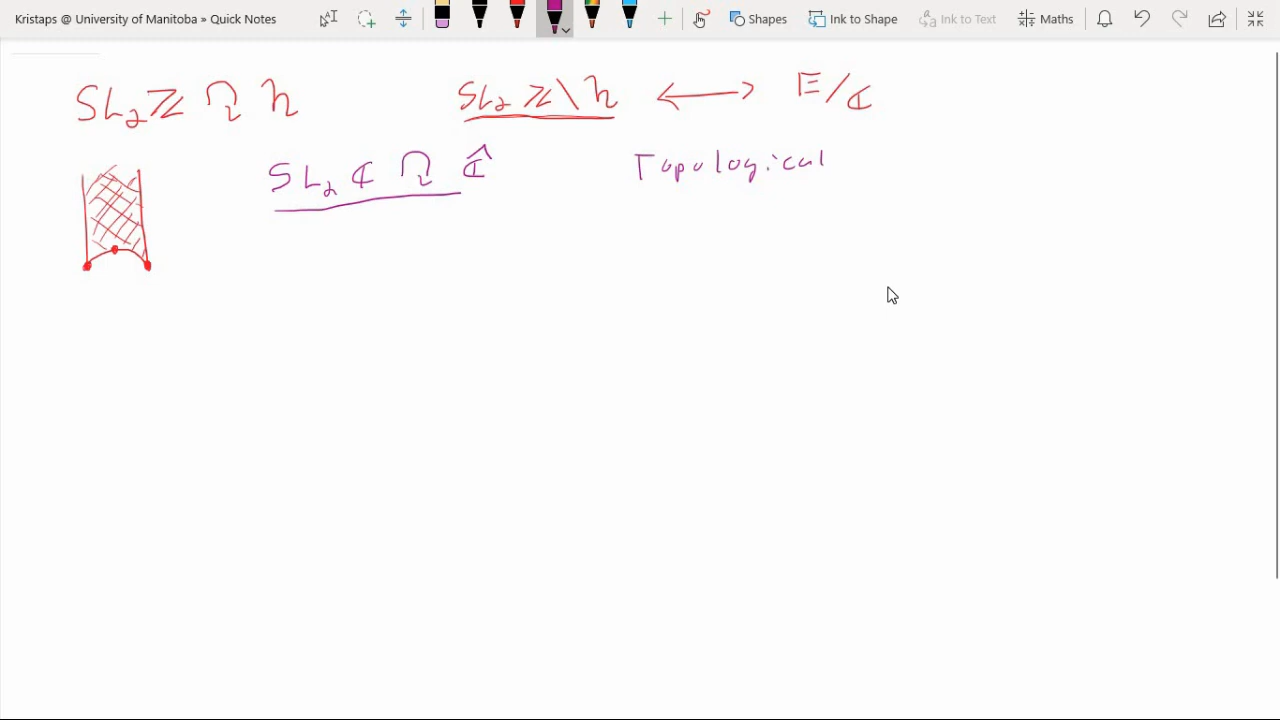 Kristaps @ University of Manitoba » Quick Notes Shapes Ink to Shape Ink to Text Maths
SL₂ℤ ↷ 𝔥 SL₂ℤ\𝔥 ⟷ E/ℂ
SL₂ℂ ↷ ℂ̂ Topological